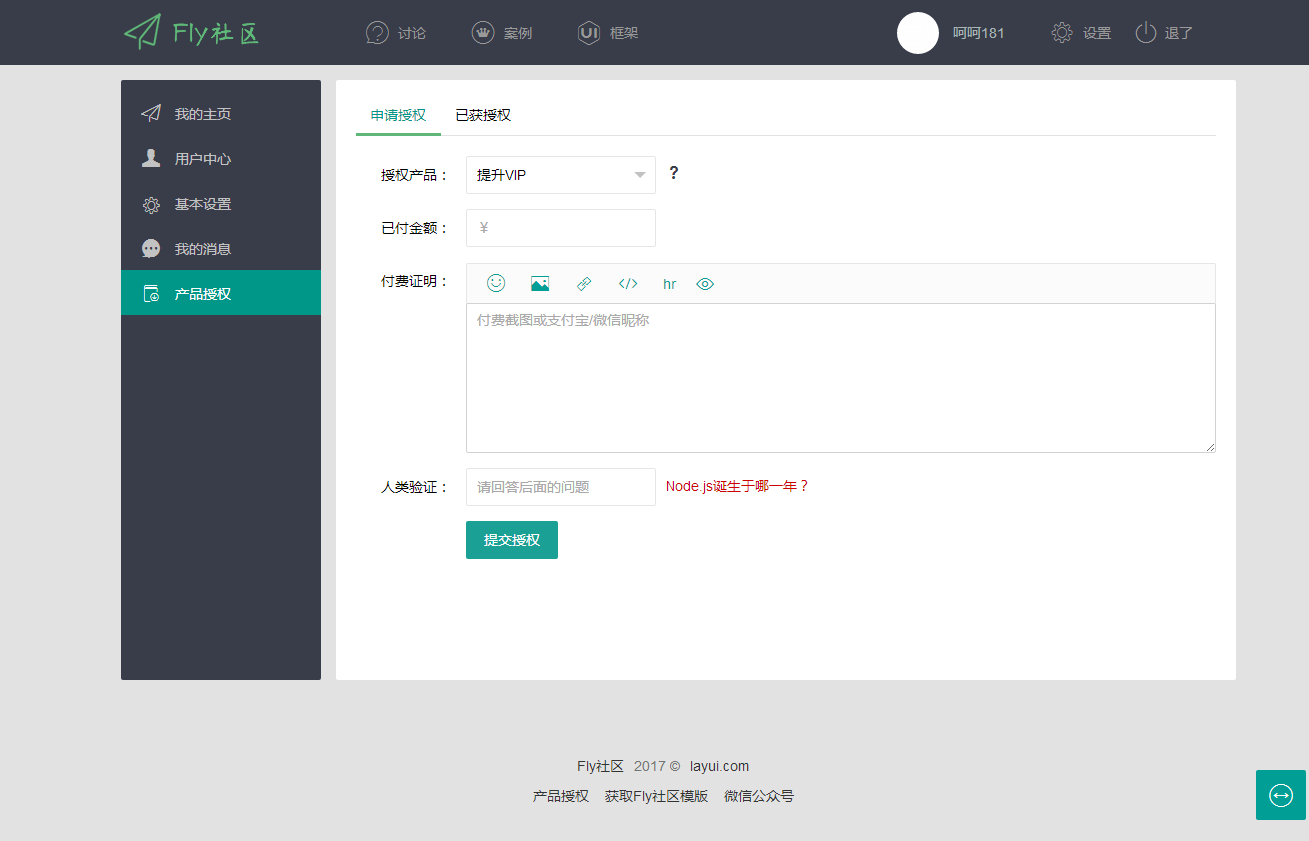 Fly社区 讨论 案例 UI 框架 呵呵181 设置 退了
我的主页
用户中心
基本设置
我的消息
产品授权
申请授权 已获授权
授权产品： 提升VIP ?
已付金额： ￥
付费证明： </> hr
付费截图或支付宝/微信昵称
人类验证： 请回答后面的问题 Node.js诞生于哪一年？
提交授权
Fly社区 2017 © layui.com
产品授权 获取Fly社区模版 微信公众号